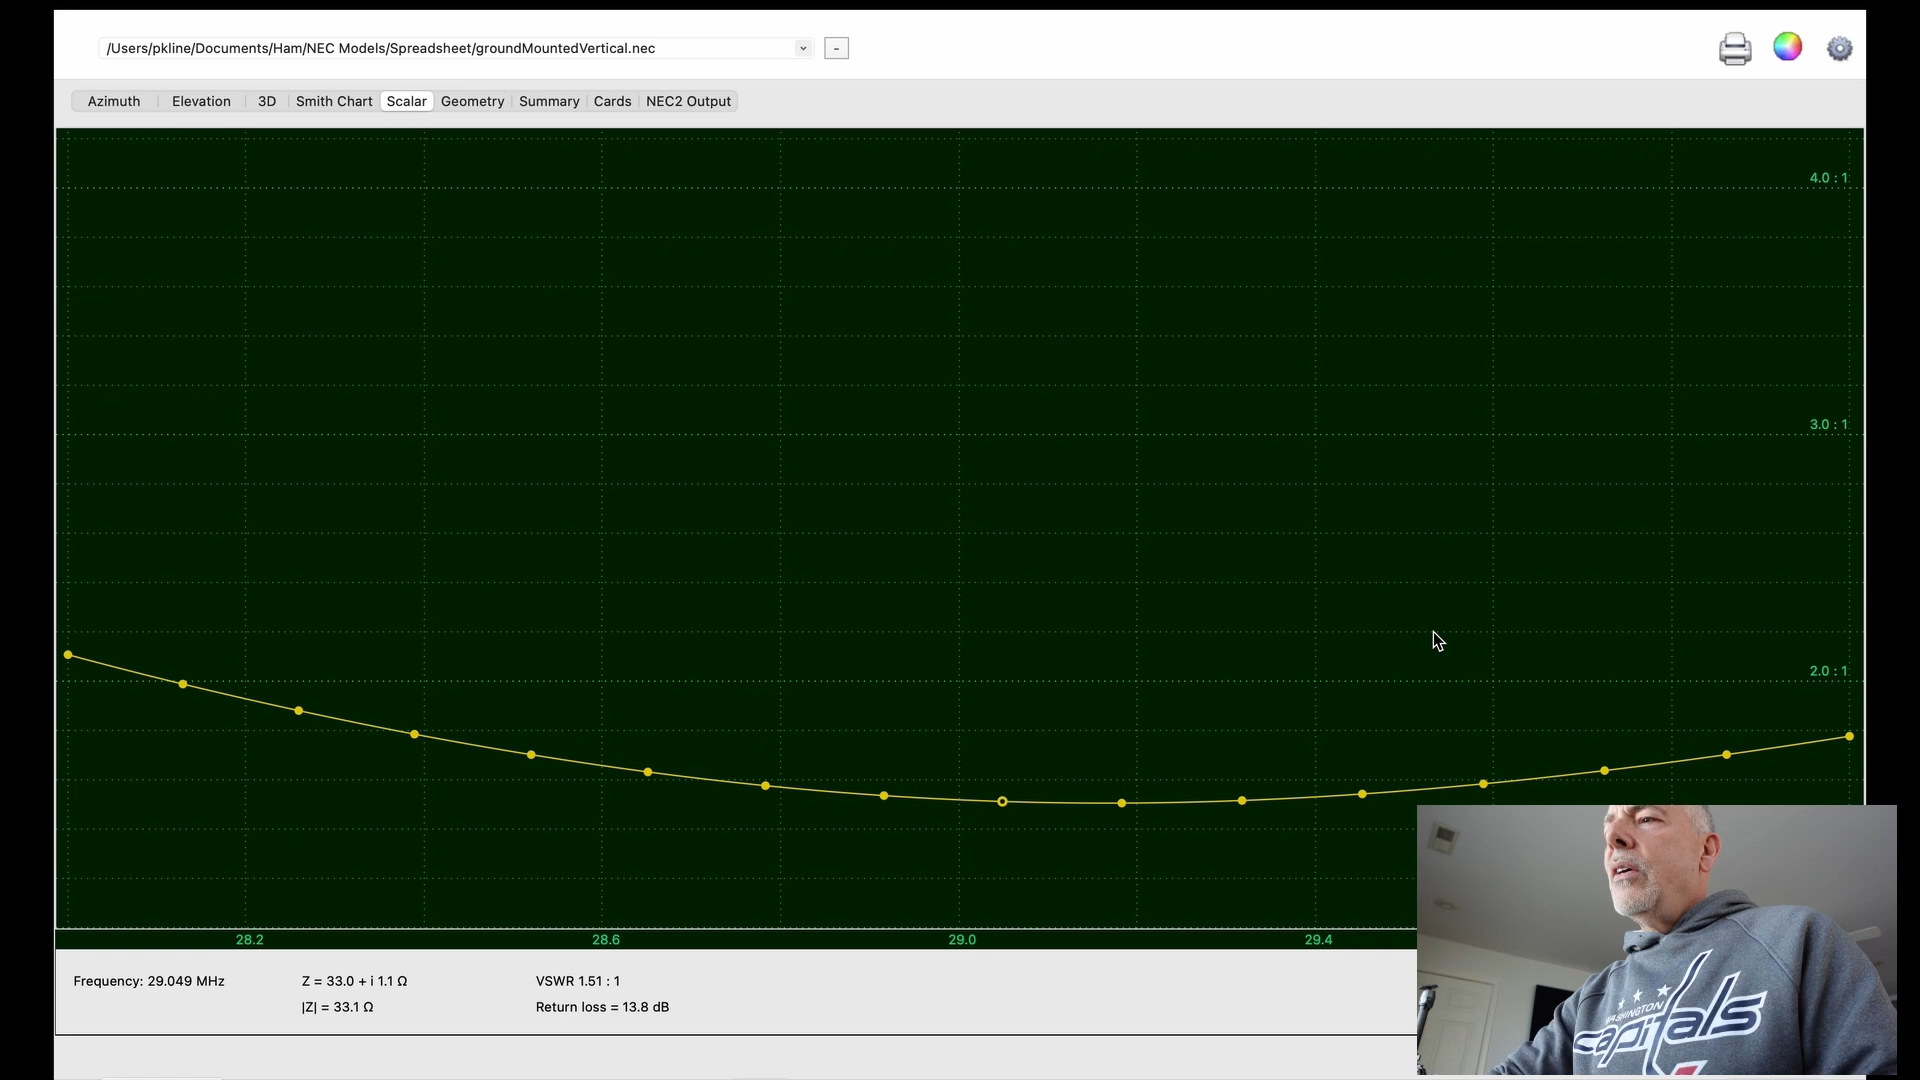 /Users/pkline/Documents/Ham/NEC Models/Spreadsheet/groundMountedVertical.nec
-
Azimuth Elevation 3D Smith Chart Scalar Geometry Summary Cards NEC2 Output
4.0 : 1
3.0 : 1
2.0 : 1
28.2 28.6 29.0 29.4
Frequency: 29.049 MHz Z = 33.0 + i 1.1 Ω VSWR 1.51 : 1
|Z| = 33.1 Ω Return loss = 13.8 dB
WASHINGTON
capitals